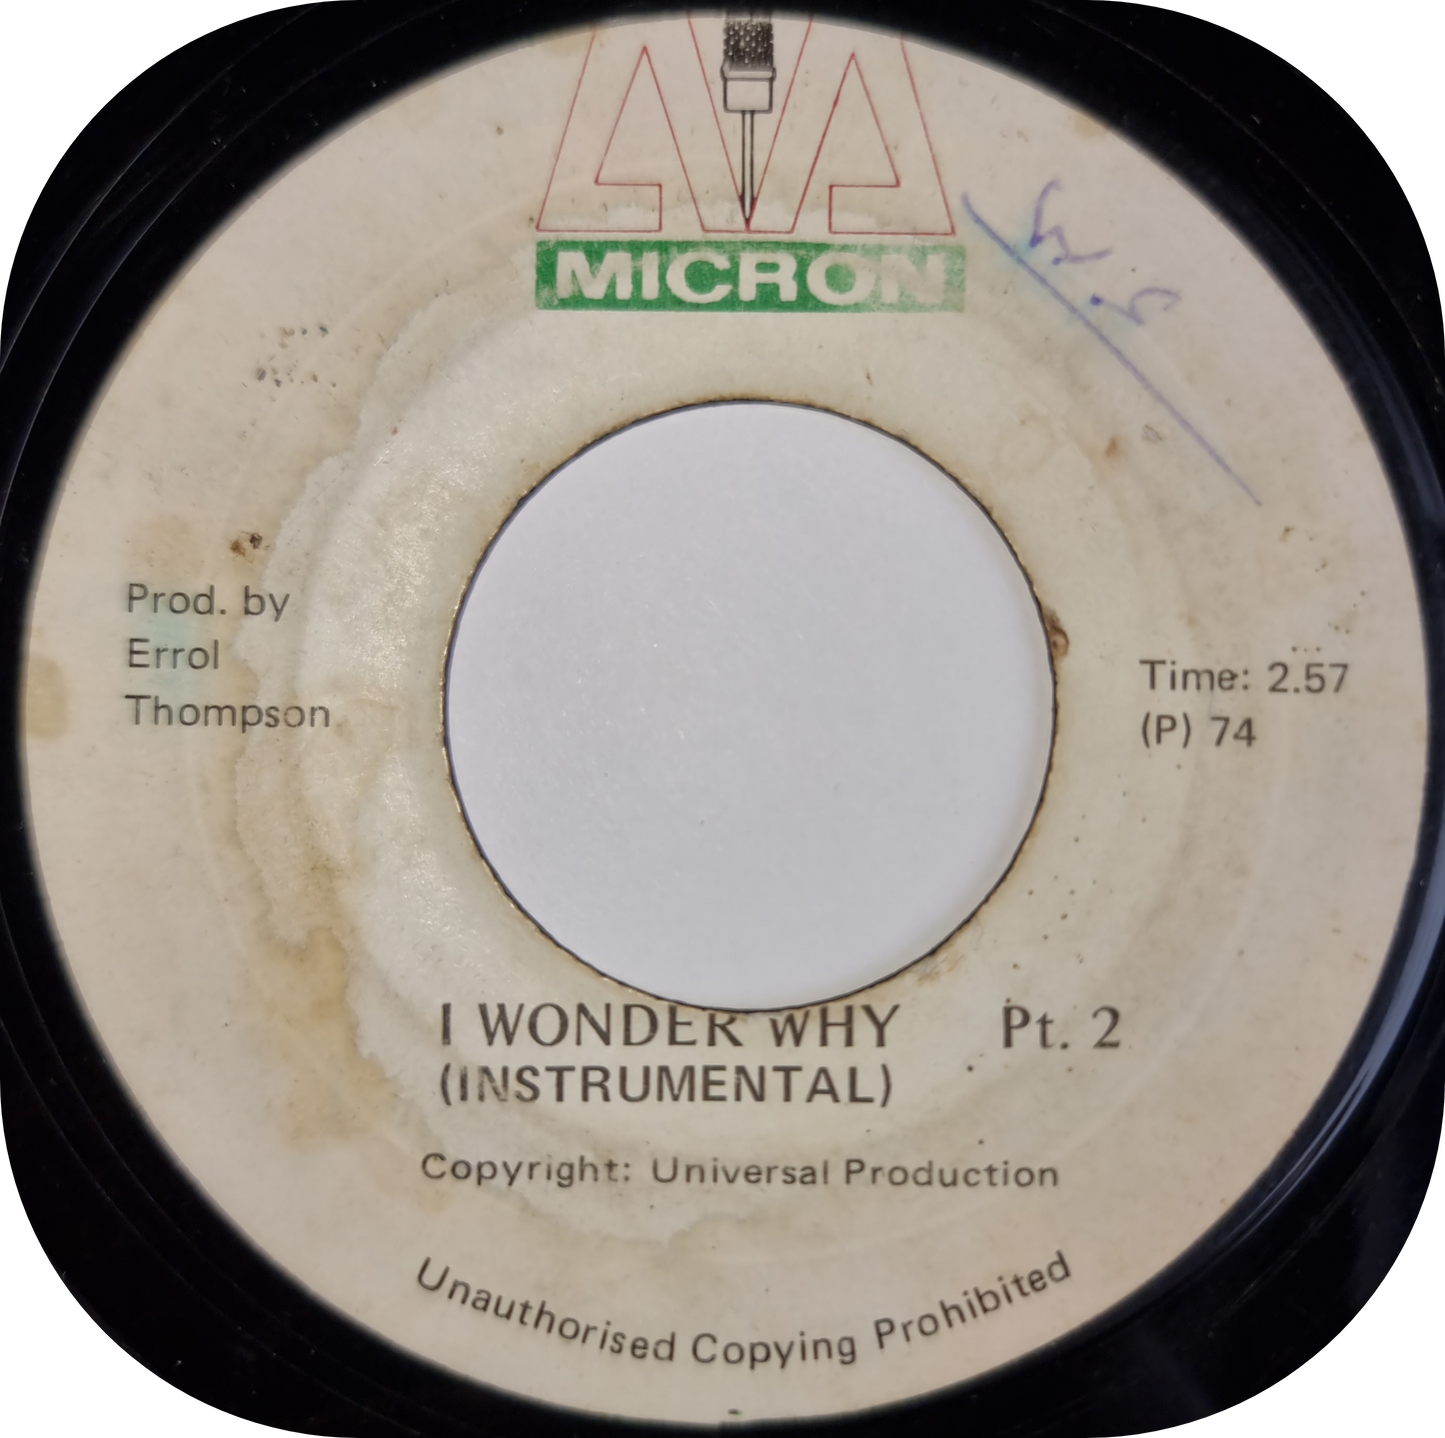 MICRON
Prod. by
Errol
Thompson
Time: 2.57
(P) 74
I WONDER WHY Pt. 2
(INSTRUMENTAL)
Copyright: Universal Production
Unauthorised Copying Prohibited